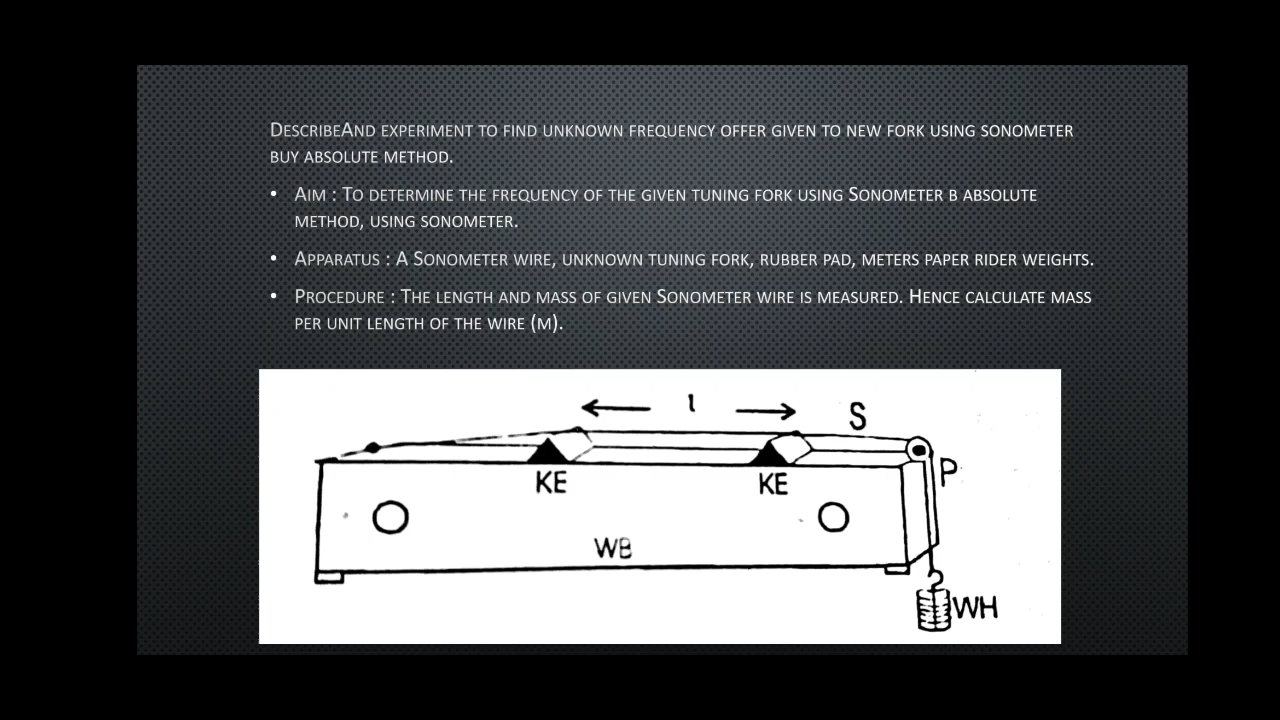 DescribeAnd experiment to find unknown frequency offer given to new fork using sonometer
buy absolute method.
• Aim : To determine the frequency of the given tuning fork using Sonometer b absolute
method, using sonometer.
• Apparatus : A Sonometer wire, unknown tuning fork, rubber pad, meters paper rider weights.
• Procedure : The length and mass of given Sonometer wire is measured. Hence calculate mass
per unit length of the wire (m).
l
S
P
KE KE
WB
WH